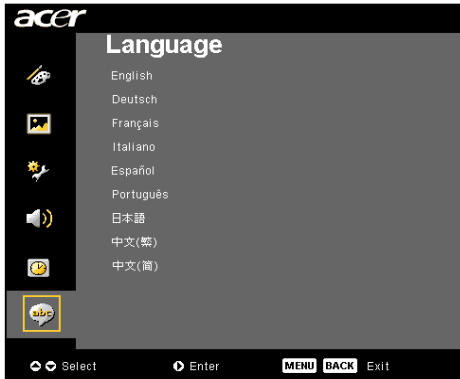 acer
Language
English
Deutsch
Français
Italiano
Español
Português
日本語
中文(繁)
中文(简)
abc
Select Enter MENU BACK Exit